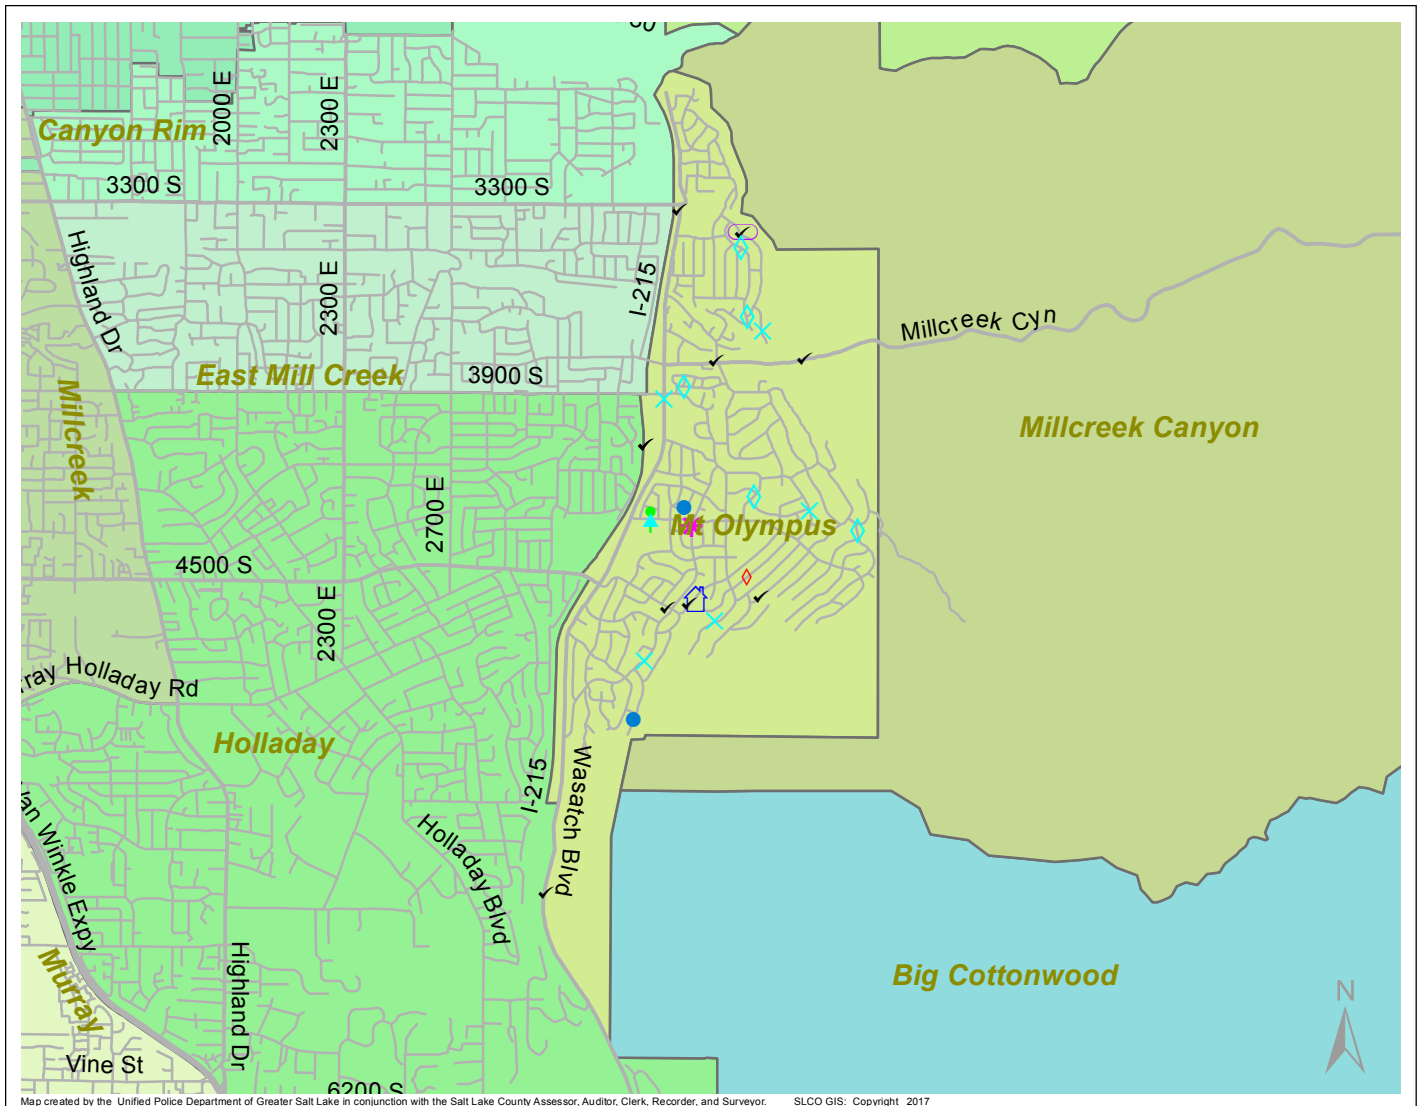 Canyon Rim
2000 E
2300 E
3300 S
3300 S
Highland Dr
2300 E
I-215
Millcreek Cyn
East Mill Creek
3900 S
Millcreek
Millcreek Canyon
2700 E
Mt Olympus
4500 S
2300 E
Holladay Rd
Holladay
I-215
Wasatch Blvd
Winkle Expy
Holladay Blvd
Murray
Highland Dr
Big Cottonwood
N
Vine St
6200 S
Map created by the Unified Police Department of Greater Salt Lake in conjunction with the Salt Lake County Assessor, Auditor, Clerk, Recorder, and Surveyor. SLCO GIS: Copyright 2017